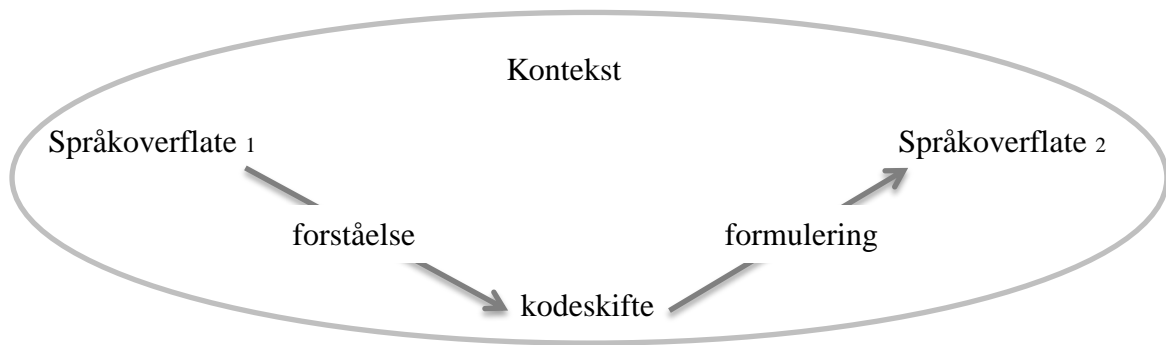 Kontekst
Språkoverflate 1
Språkoverflate 2
forståelse
formulering
kodeskifte